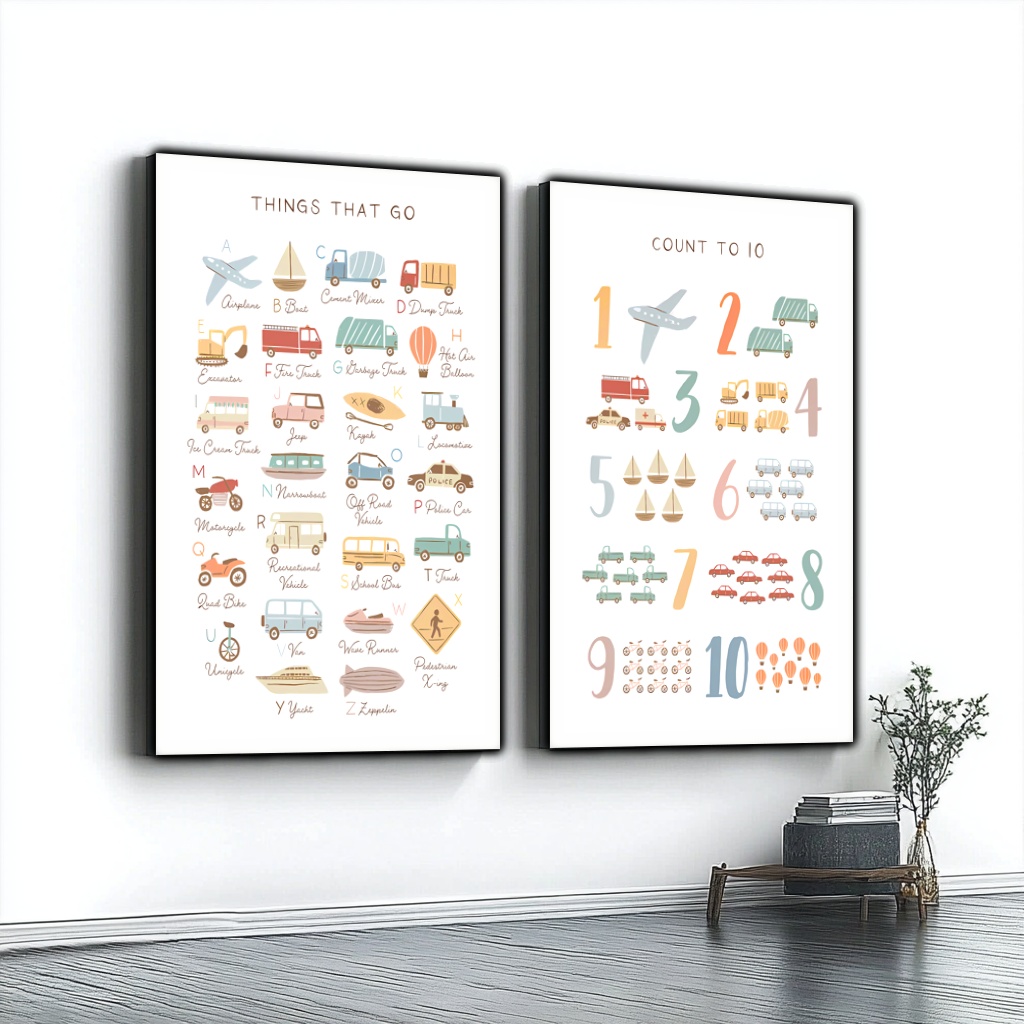 THINGS THAT GO
A Airplane
B Boat
C Cement Mixer
D Dump Truck
E Excavator
F Fire Truck
G Garbage Truck
H Hot Air
Balloon
I Ice Cream Truck
J Jeep
K Kayak
L Locomotive
M Motorcycle
N Narrowboat
O Off Road
Vehicle
POLICE
P Police Car
Q Quad Bike
R Recreational
Vehicle
S School Bus
T Truck
U Unicycle
V Van
W Wave Runner
X Pedestrian
X-ing
Y Yacht
Z Zeppelin
COUNT TO 10
1
2
3
POLICE
4
5
6
7
8
9
10